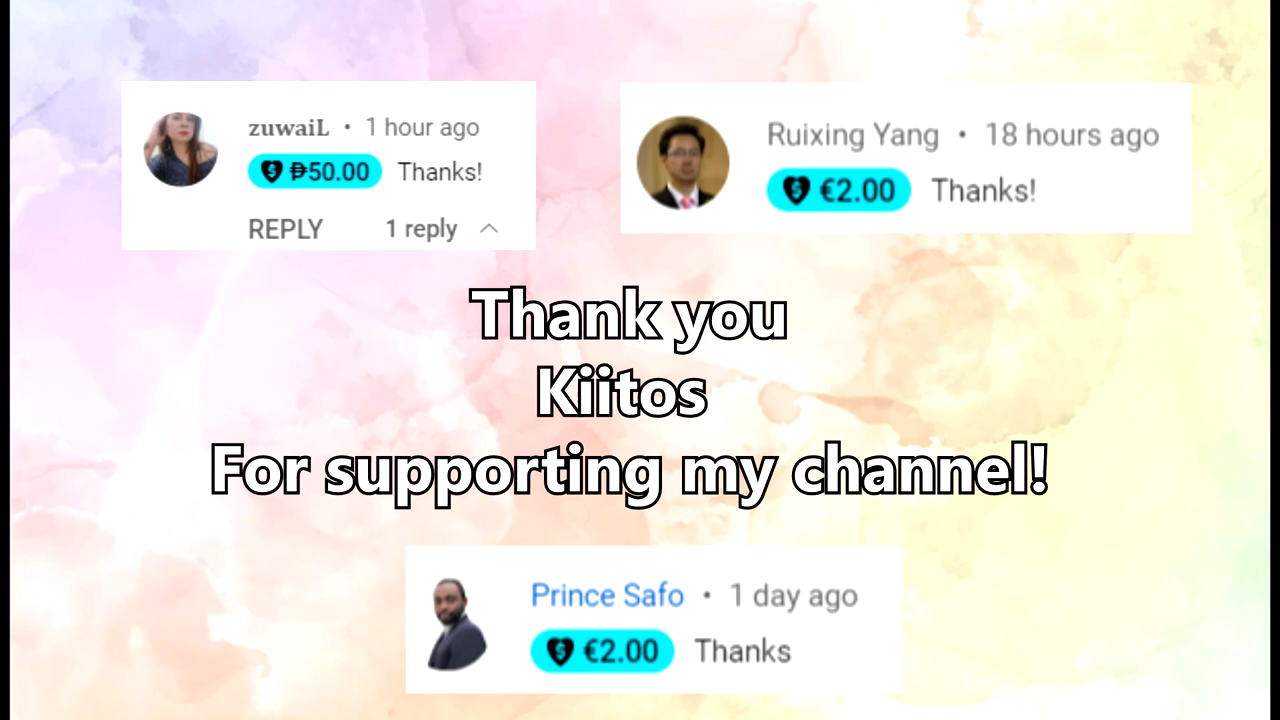 zuwaiL • 1 hour ago
₱50.00 Thanks!
REPLY 1 reply
Ruixing Yang • 18 hours ago
€2.00 Thanks!
Thank you
Kiitos
For supporting my channel!
Prince Safo • 1 day ago
€2.00 Thanks